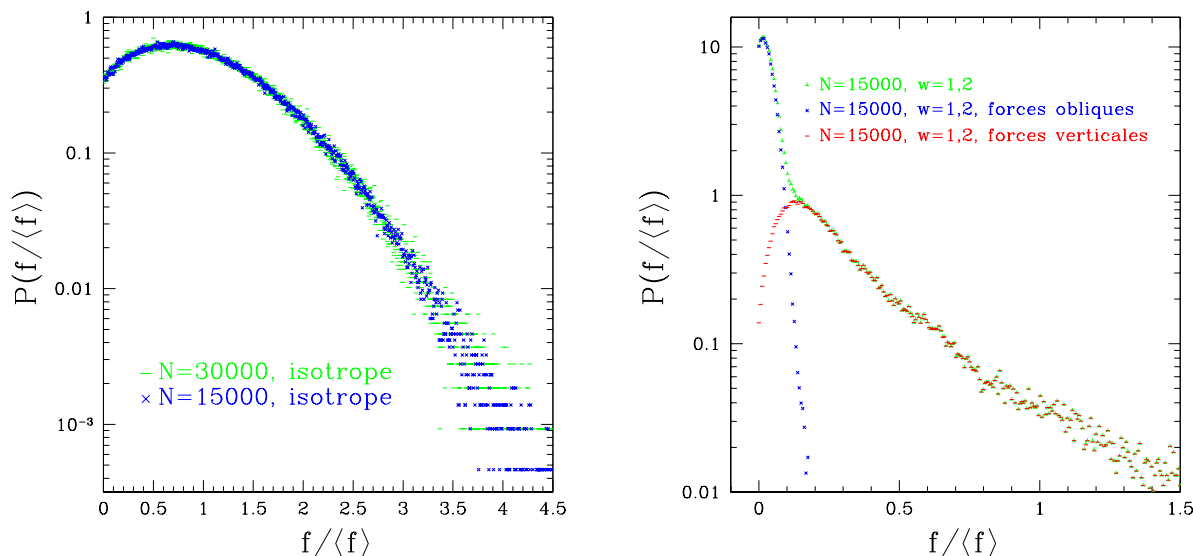 1
0.1
0.01
10⁻³
P(f/⟨f⟩)
– N=30000, isotrope
× N=15000, isotrope
0 0.5 1 1.5 2 2.5 3 3.5 4 4.5
f/⟨f⟩
10
1
0.1
0.01
P(f/⟨f⟩)
N=15000, w=1,2
N=15000, w=1,2, forces obliques
N=15000, w=1,2, forces verticales
0 0.5 1 1.5
f/⟨f⟩